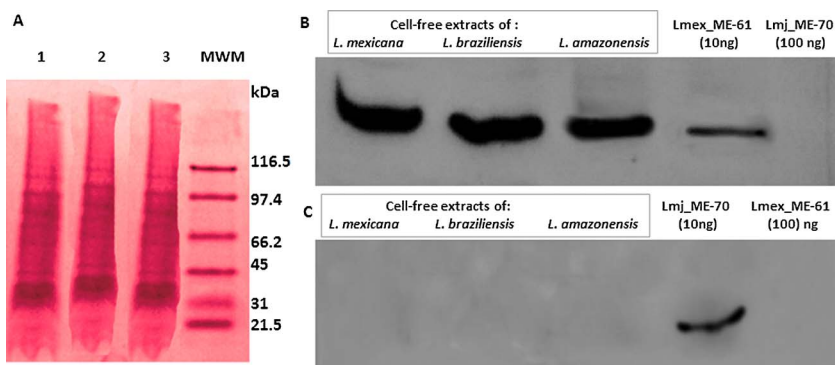 A
1 2 3 MWM
kDa
116.5
97.4
66.2
45
31
21.5
B
Cell-free extracts of :
L. mexicana L. braziliensis L. amazonensis
Lmex_ME-61
(10ng)
Lmj_ME-70
(100 ng)
C
Cell-free extracts of:
L. mexicana L. braziliensis L. amazonensis
Lmj_ME-70
(10ng)
Lmex_ME-61
(100) ng